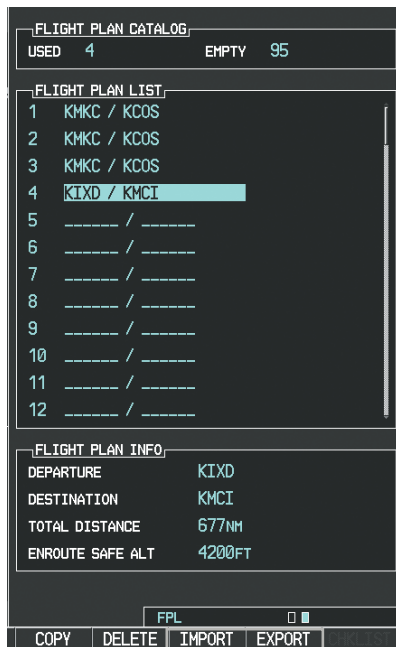 FLIGHT PLAN CATALOG
USED 4 EMPTY 95
FLIGHT PLAN LIST
1 KMKC / KCOS
2 KMKC / KCOS
3 KMKC / KCOS
4 KIXD / KMCI
5 ______ / ______
6 ______ / ______
7 ______ / ______
8 ______ / ______
9 ______ / ______
10 ______ / ______
11 ______ / ______
12 ______ / ______
FLIGHT PLAN INFO
DEPARTURE KIXD
DESTINATION KMCI
TOTAL DISTANCE 677NM
ENROUTE SAFE ALT 4200FT
FPL
COPY DELETE IMPORT EXPORT CHKLIST